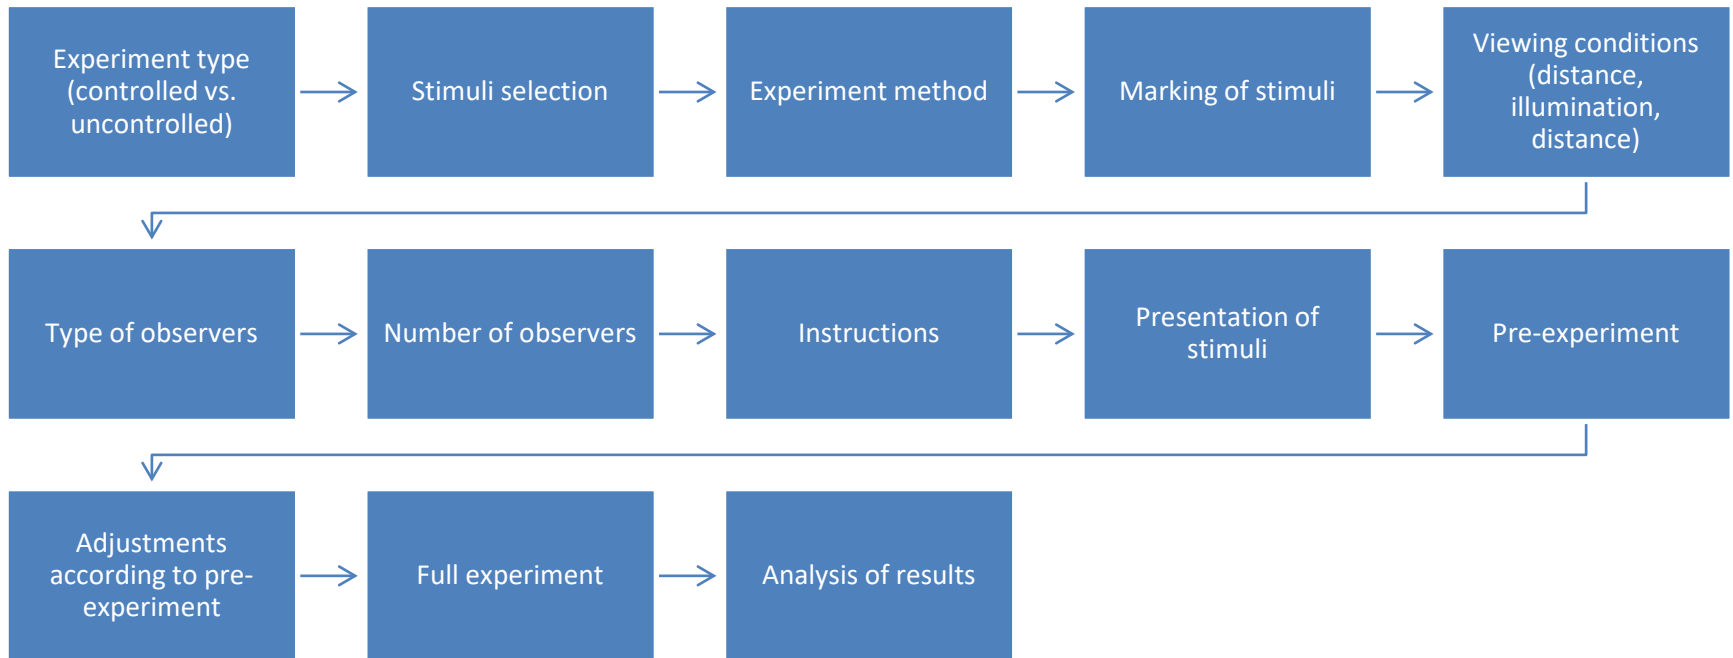 Experiment type
(controlled vs.
uncontrolled)
Stimuli selection
Experiment method
Marking of stimuli
Viewing conditions
(distance,
illumination,
distance)
Type of observers
Number of observers
Instructions
Presentation of
stimuli
Pre-experiment
Adjustments
according to pre-
experiment
Full experiment
Analysis of results